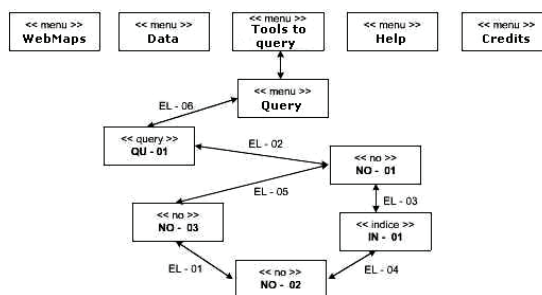 << menu >>
WebMaps
<< menu >>
Data
<< menu >>
Tools to
query
<< menu >>
Help
<< menu >>
Credits
<< menu >>
Query
EL - 06
<< query >>
QU - 01
EL - 02
<< no >>
NO - 01
EL - 05
EL - 03
<< no >>
NO - 03
<< indice >>
IN - 01
EL - 01
EL - 04
<< no >>
NO - 02